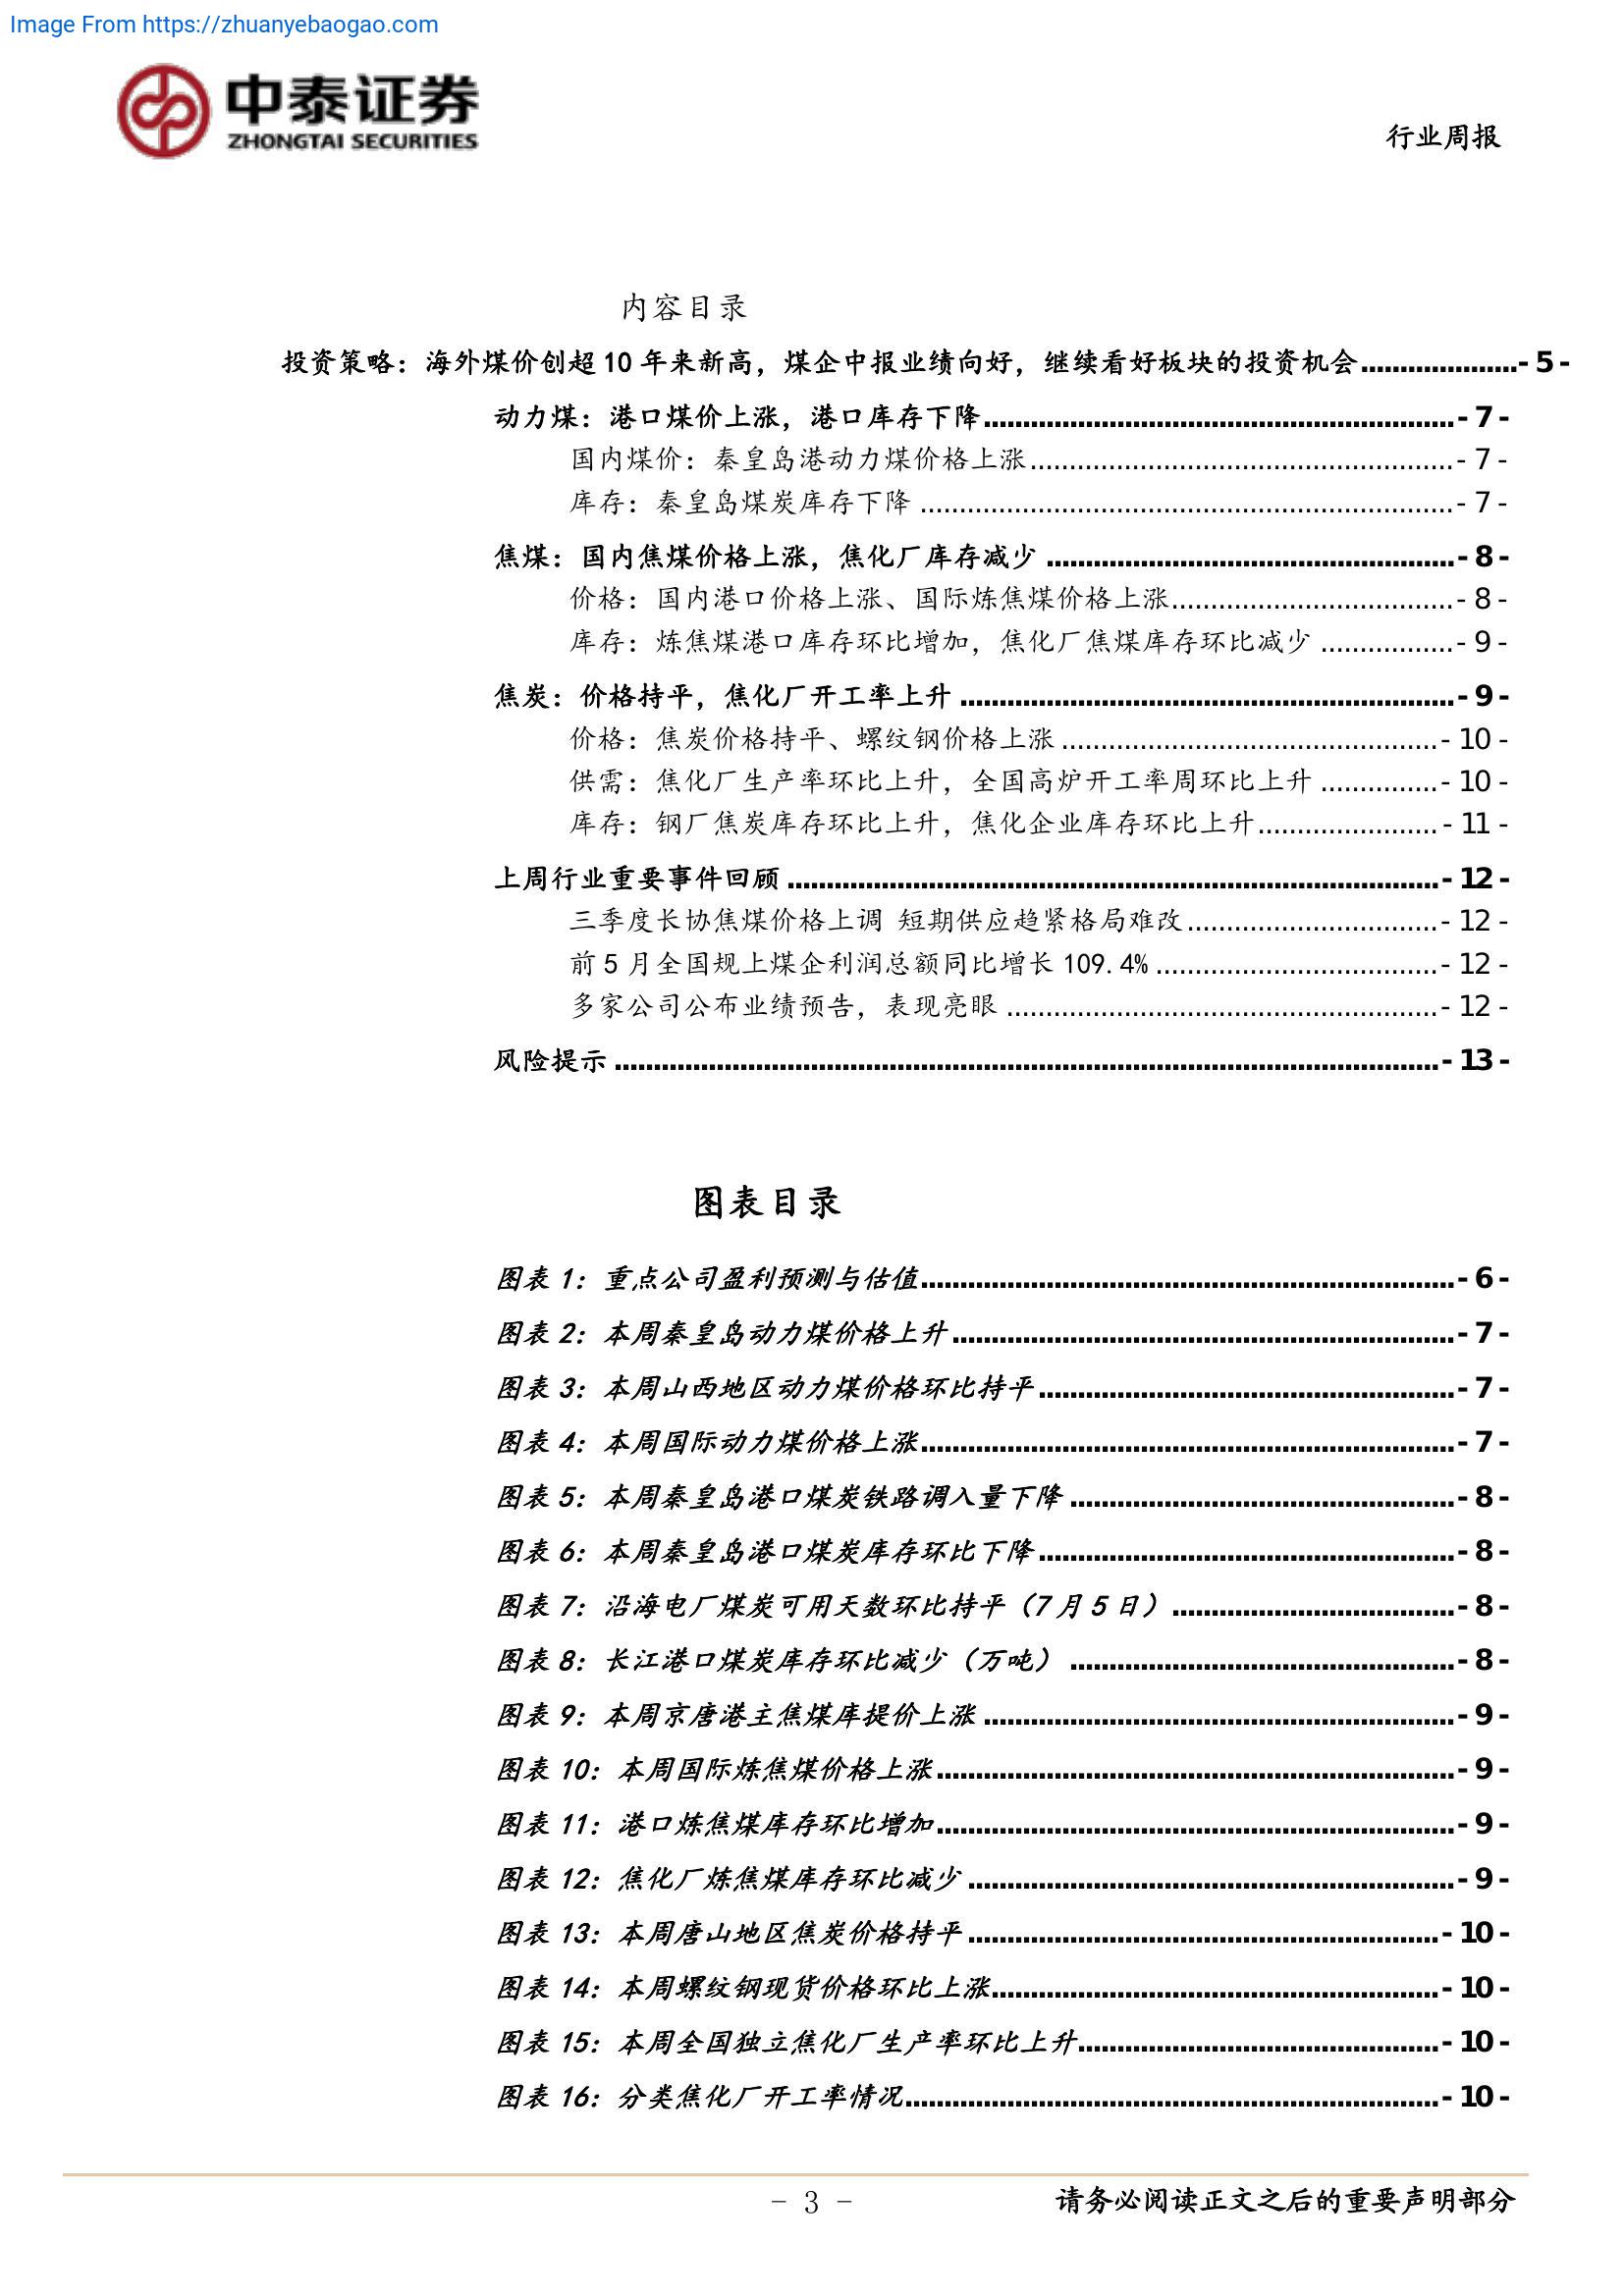 Image From https://zhuanyebaogao.com
中泰证券
ZHONGTAI SECURITIES
行业周报
内容目录
投资策略：海外煤价创超 10 年来新高，煤企中报业绩向好，继续看好板块的投资机会....................- 5 -
动力煤：港口煤价上涨，港口库存下降............................................................- 7 -
国内煤价：秦皇岛港动力煤价格上涨......................................................- 7 -
库存：秦皇岛煤炭库存下降 ....................................................................- 7 -
焦煤：国内焦煤价格上涨，焦化厂库存减少 ....................................................- 8 -
价格：国内港口价格上涨、国际炼焦煤价格上涨....................................- 8 -
库存：炼焦煤港口库存环比增加，焦化厂焦煤库存环比减少 .................- 9 -
焦炭：价格持平，焦化厂开工率上升 ...............................................................- 9 -
价格：焦炭价格持平、螺纹钢价格上涨 ................................................- 10 -
供需：焦化厂生产率环比上升，全国高炉开工率周环比上升 ...............- 10 -
库存：钢厂焦炭库存环比上升，焦化企业库存环比上升.......................- 11 -
上周行业重要事件回顾 ...................................................................................- 12 -
三季度长协焦煤价格上调 短期供应趋紧格局难改................................- 12 -
前 5 月全国规上煤企利润总额同比增长 109.4%....................................- 12 -
多家公司公布业绩预告，表现亮眼 .......................................................- 12 -
风险提示 .........................................................................................................- 13 -
图表目录
图表 1：重点公司盈利预测与估值....................................................................- 6 -
图表 2：本周秦皇岛动力煤价格上升................................................................- 7 -
图表 3：本周山西地区动力煤价格环比持平.....................................................- 7 -
图表 4：本周国际动力煤价格上涨....................................................................- 7 -
图表 5：本周秦皇岛港口煤炭铁路调入量下降 .................................................- 8 -
图表 6：本周秦皇岛港口煤炭库存环比下降.....................................................- 8 -
图表 7：沿海电厂煤炭可用天数环比持平（7 月 5 日）....................................- 8 -
图表 8：长江港口煤炭库存环比减少（万吨） .................................................- 8 -
图表 9：本周京唐港主焦煤库提价上涨 ............................................................- 9 -
图表 10：本周国际炼焦煤价格上涨..................................................................- 9 -
图表 11：港口炼焦煤库存环比增加..................................................................- 9 -
图表 12：焦化厂炼焦煤库存环比减少 ..............................................................- 9 -
图表 13：本周唐山地区焦炭价格持平 ............................................................- 10 -
图表 14：本周螺纹钢现货价格环比上涨.........................................................- 10 -
图表 15：本周全国独立焦化厂生产率环比上升..............................................- 10 -
图表 16：分类焦化厂开工率情况....................................................................- 10 -
- 3 -
请务必阅读正文之后的重要声明部分